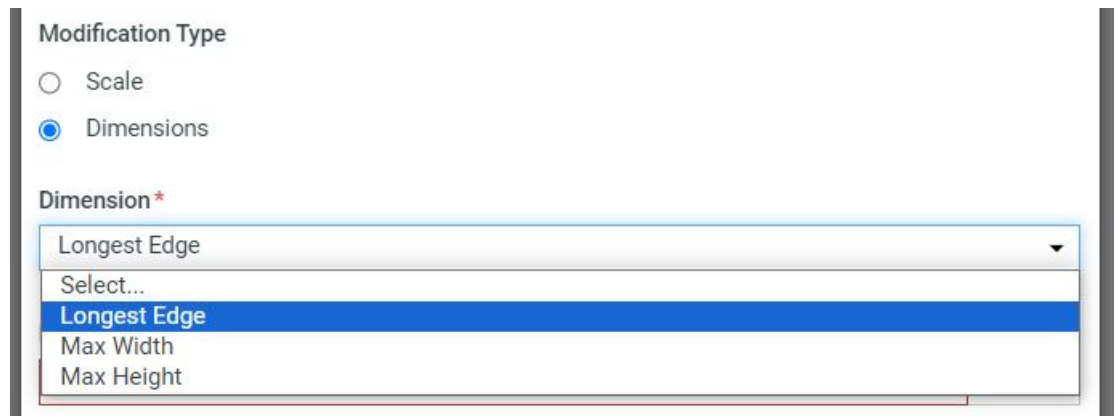 Modification Type
Scale
Dimensions
Dimension*
Longest Edge
Select...
Longest Edge
Max Width
Max Height